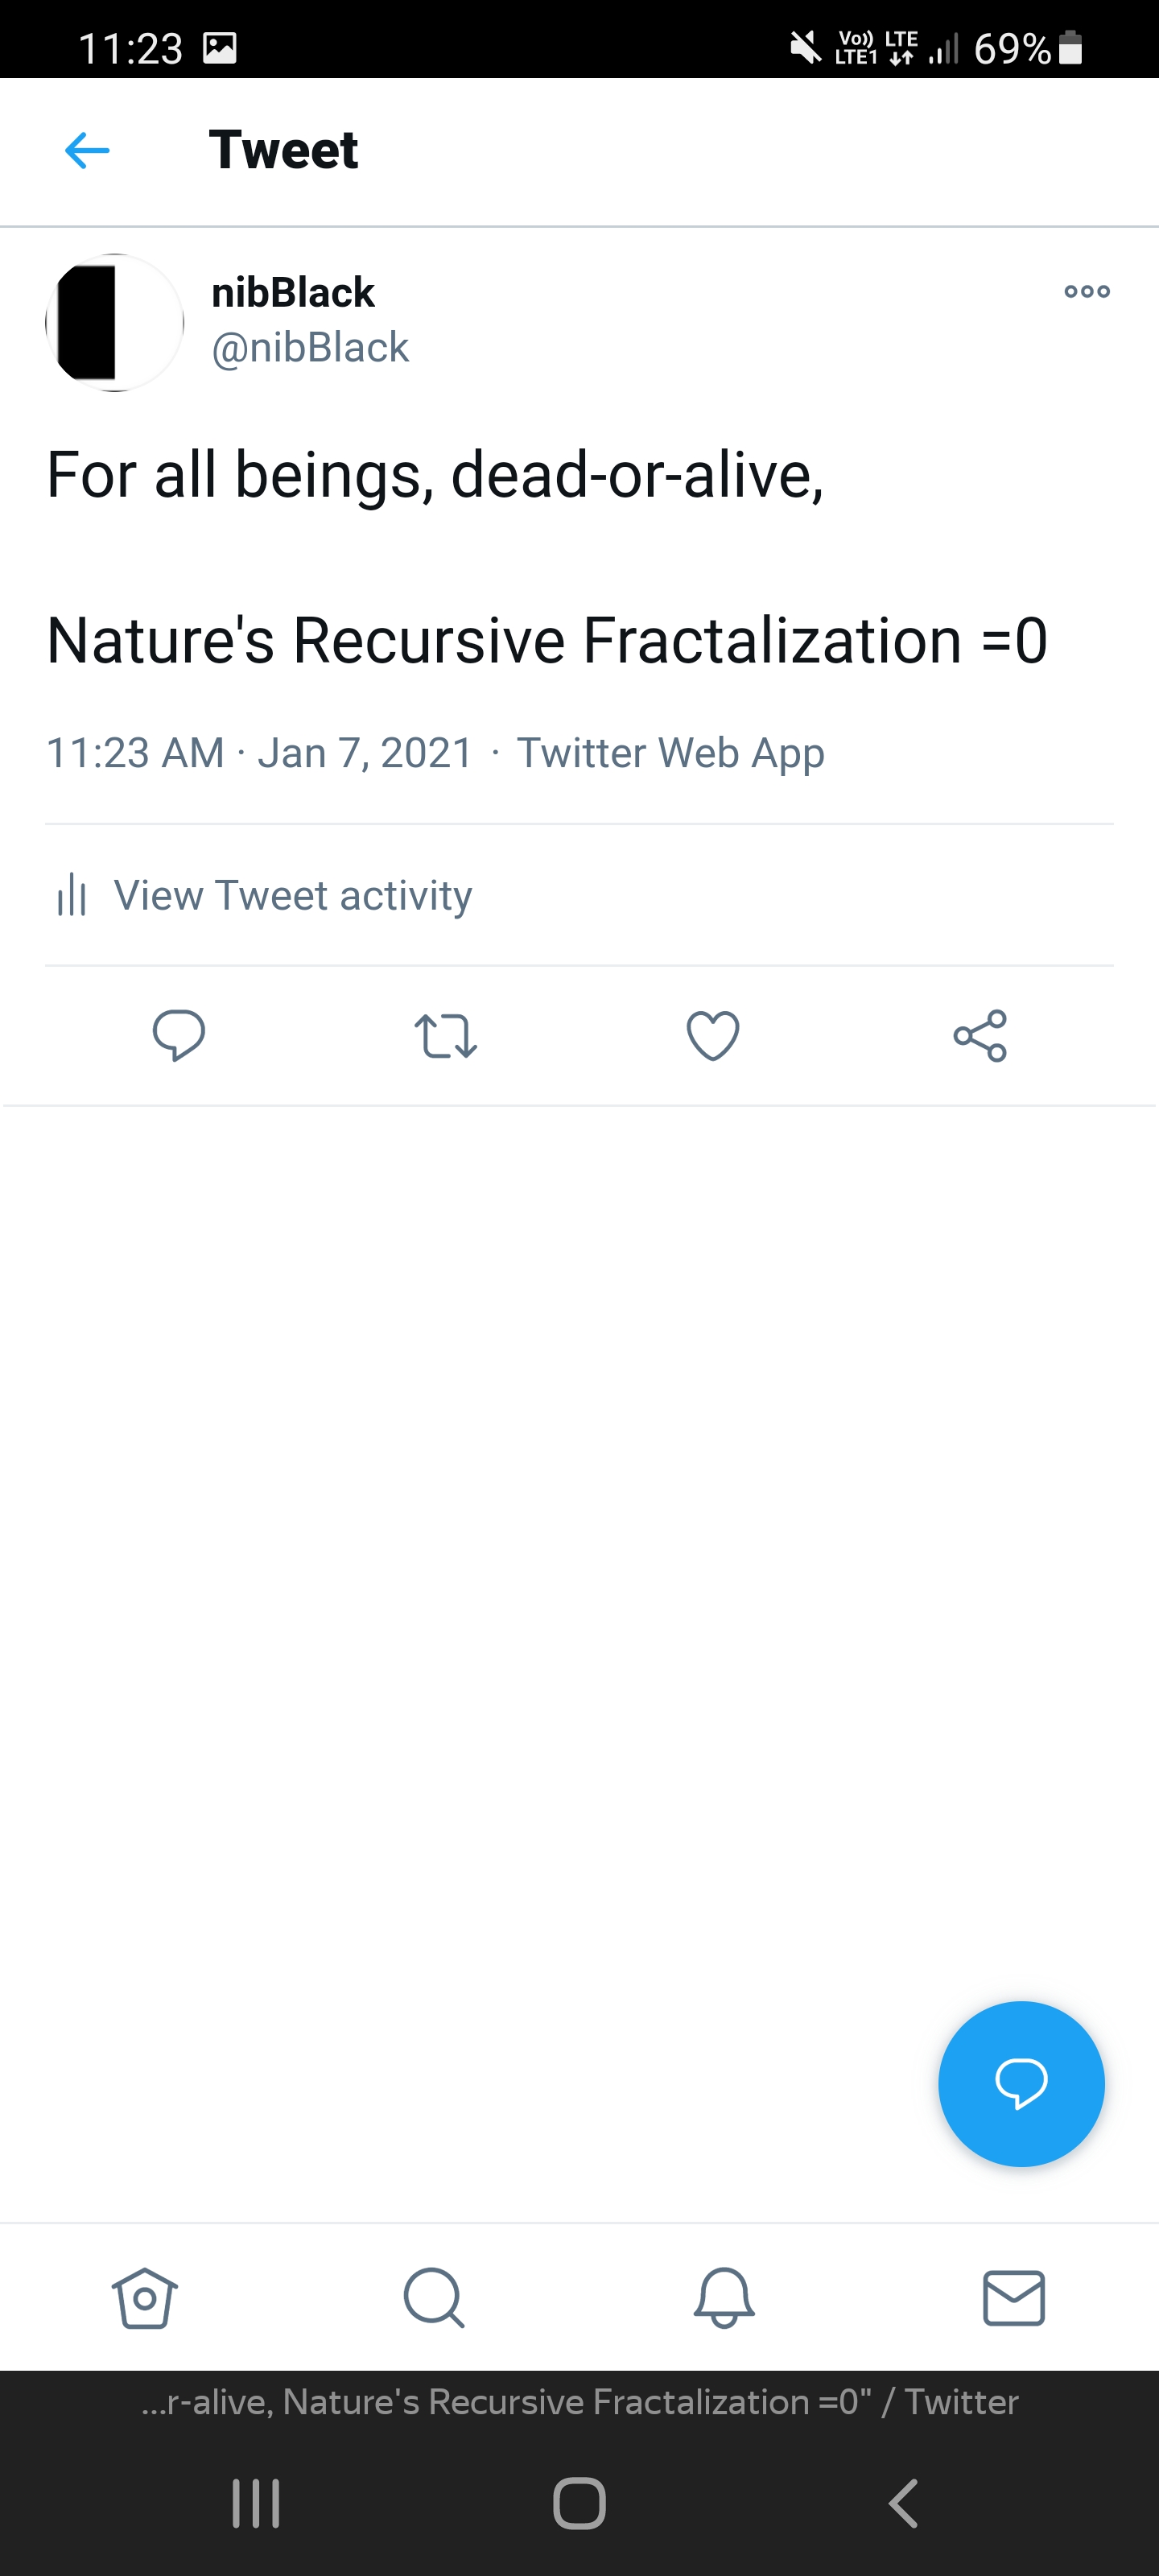 11:23 Vo)) LTE1 LTE 69%
Tweet
nibBlack
@nibBlack
For all beings, dead-or-alive,
Nature's Recursive Fractalization =0
11:23 AM · Jan 7, 2021 · Twitter Web App
View Tweet activity
...r-alive, Nature's Recursive Fractalization =0" / Twitter